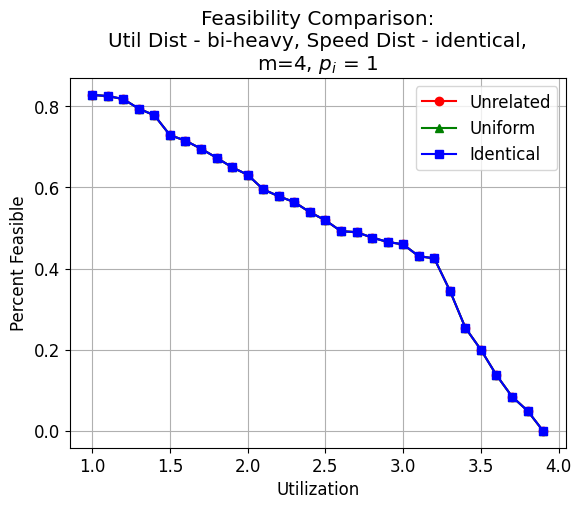 Feasibility Comparison:
Util Dist - bi-heavy, Speed Dist - identical,
m=4, pᵢ = 1
Unrelated
Uniform
Identical
Percent Feasible
0.8
0.6
0.4
0.2
0.0
1.0 1.5 2.0 2.5 3.0 3.5 4.0
Utilization